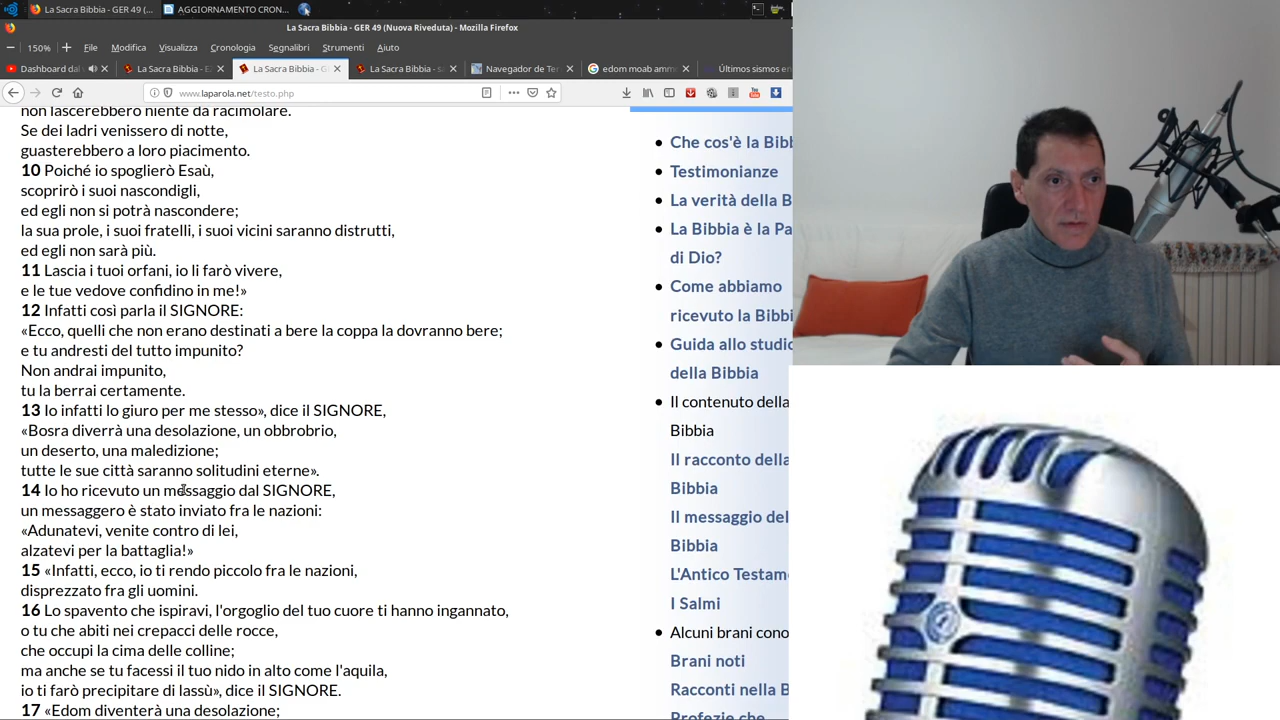 La Sacra Bibbia - GER 49 (...
AGGIORNAMENTO CRON...
La Sacra Bibbia - GER 49 (Nuova Riveduta) - Mozilla Firefox
150%
File
Modifica
Visualizza
Cronologia
Segnalibri
Strumenti
Aiuto
Dashboard dal
La Sacra Bibbia - E
La Sacra Bibbia - G
La Sacra Bibbia - s
Navegador de Ter
edom moab amm
Últimos sismos en
www.laparola.net/testo.php
non lascerebbero niente da racimolare.
Se dei ladri venissero di notte,
guasterebbero a loro piacimento.
10 Poiché io spoglierò Esaù,
scoprirò i suoi nascondigli,
ed egli non si potrà nascondere;
la sua prole, i suoi fratelli, i suoi vicini saranno distrutti,
ed egli non sarà più.
11 Lascia i tuoi orfani, io li farò vivere,
e le tue vedove confidino in me!»
12 Infatti così parla il SIGNORE:
«Ecco, quelli che non erano destinati a bere la coppa la dovranno bere;
e tu andresti del tutto impunito?
Non andrai impunito,
tu la berrai certamente.
13 Io infatti lo giuro per me stesso», dice il SIGNORE,
«Bosra diverrà una desolazione, un obbrobrio,
un deserto, una maledizione;
tutte le sue città saranno solitudini eterne».
14 Io ho ricevuto un messaggio dal SIGNORE,
un messaggero è stato inviato fra le nazioni:
«Adunatevi, venite contro di lei,
alzatevi per la battaglia!»
15 «Infatti, ecco, io ti rendo piccolo fra le nazioni,
disprezzato fra gli uomini.
16 Lo spavento che ispiravi, l'orgoglio del tuo cuore ti hanno ingannato,
o tu che abiti nei crepacci delle rocce,
che occupi la cima delle colline;
ma anche se tu facessi il tuo nido in alto come l'aquila,
io ti farò precipitare di lassù», dice il SIGNORE.
17 «Edom diventerà una desolazione;
Che cos'è la Bibb
Testimonianze
La verità della B
La Bibbia è la Pa
di Dio?
Come abbiamo
ricevuto la Bibbi
Guida allo studio
della Bibbia
Il contenuto della
Bibbia
Il racconto della
Bibbia
Il messaggio del
Bibbia
L'Antico Testam
I Salmi
Alcuni brani cono
Brani noti
Racconti nella B
Profezie che